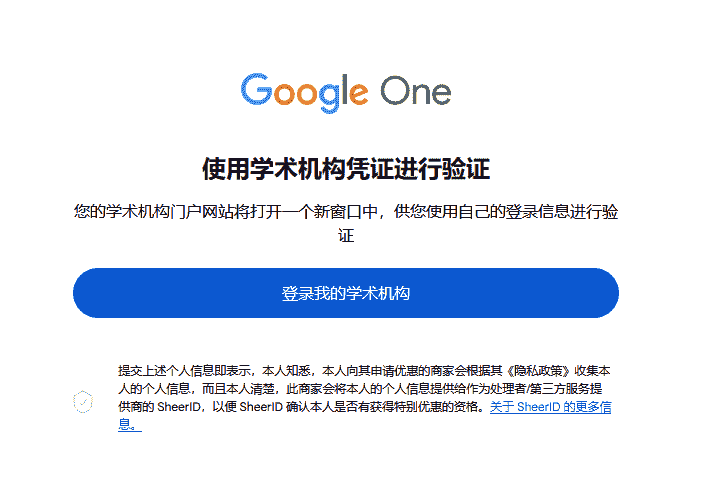 Google One
使用学术机构凭证进行验证
您的学术机构门户网站将打开一个新窗口中，供您使用自己的登录信息进行验
证
登录我的学术机构
提交上述个人信息即表示，本人知悉，本人向其申请优惠的商家会根据其《隐私政策》收集本
人的个人信息，而且本人清楚，此商家会将本人的个人信息提供给作为处理者/第三方服务提
供商的 SheerID，以便 SheerID 确认本人是否有获得特别优惠的资格。关于 SheerID 的更多信
息。